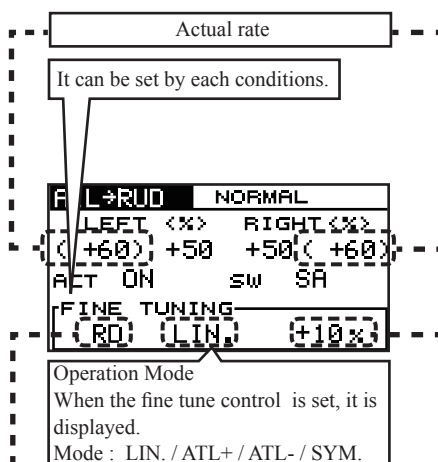 Actual rate
It can be set by each conditions.
L→RUD NORMAL
LEFT <%> RIGHT <%>
( +60) +50 +50 ( +60)
ACT ON SW SA
FINE TUNING
RD LIN. +10%
Operation Mode
When the fine tune control is set, it is
displayed.
Mode : LIN. / ATL+ / ATL- / SYM.